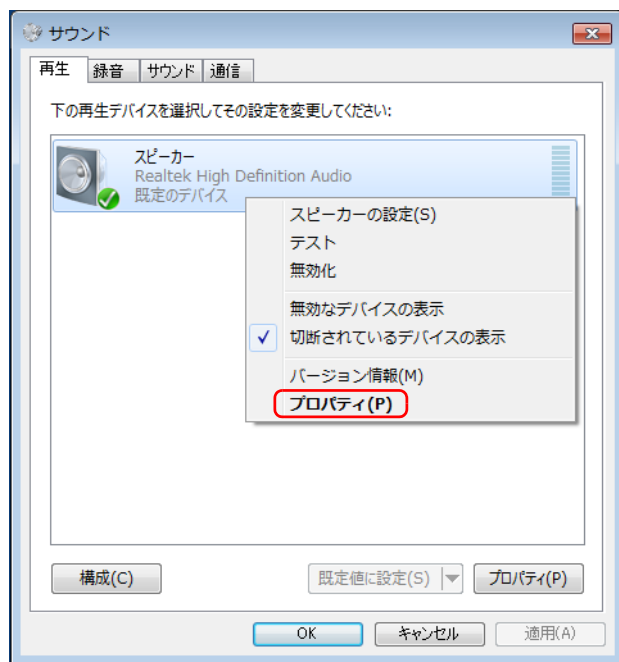 サウンド
再生 録音 サウンド 通信
下の再生デバイスを選択してその設定を変更してください:
スピーカー
Realtek High Definition Audio
既定のデバイス
スピーカーの設定(S)
テスト
無効化
無効なデバイスの表示
切断されているデバイスの表示
バージョン情報(M)
プロパティ(P)
構成(C) 既定値に設定(S) プロパティ(P)
OK キャンセル 適用(A)